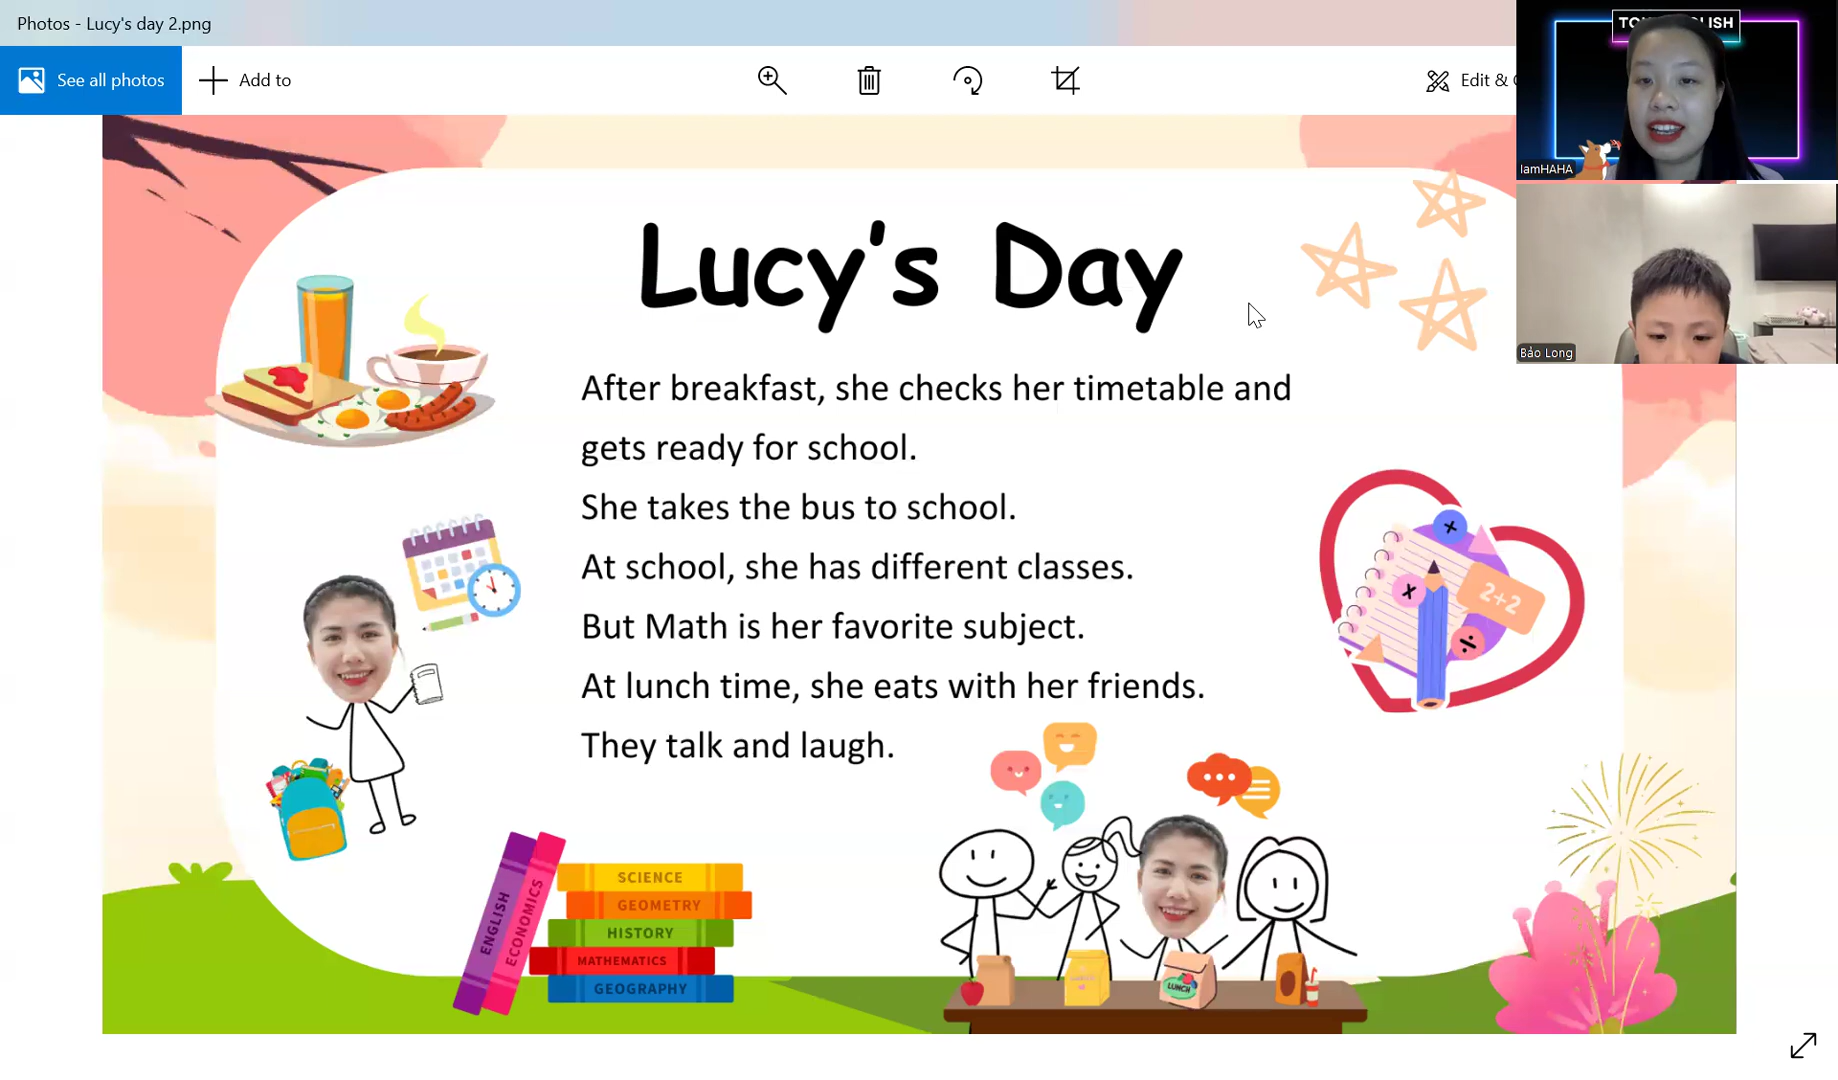 Photos - Lucy's day 2.png
See all photos
Add to
Edit &
IamHAHA
Bảo Long
Lucy's Day
After breakfast, she checks her timetable and
gets ready for school.
She takes the bus to school.
At school, she has different classes.
But Math is her favorite subject.
At lunch time, she eats with her friends.
They talk and laugh.
2+2
ENGLISH
ECONOMICS
SCIENCE
GEOMETRY
HISTORY
MATHEMATICS
GEOGRAPHY
LUNCH